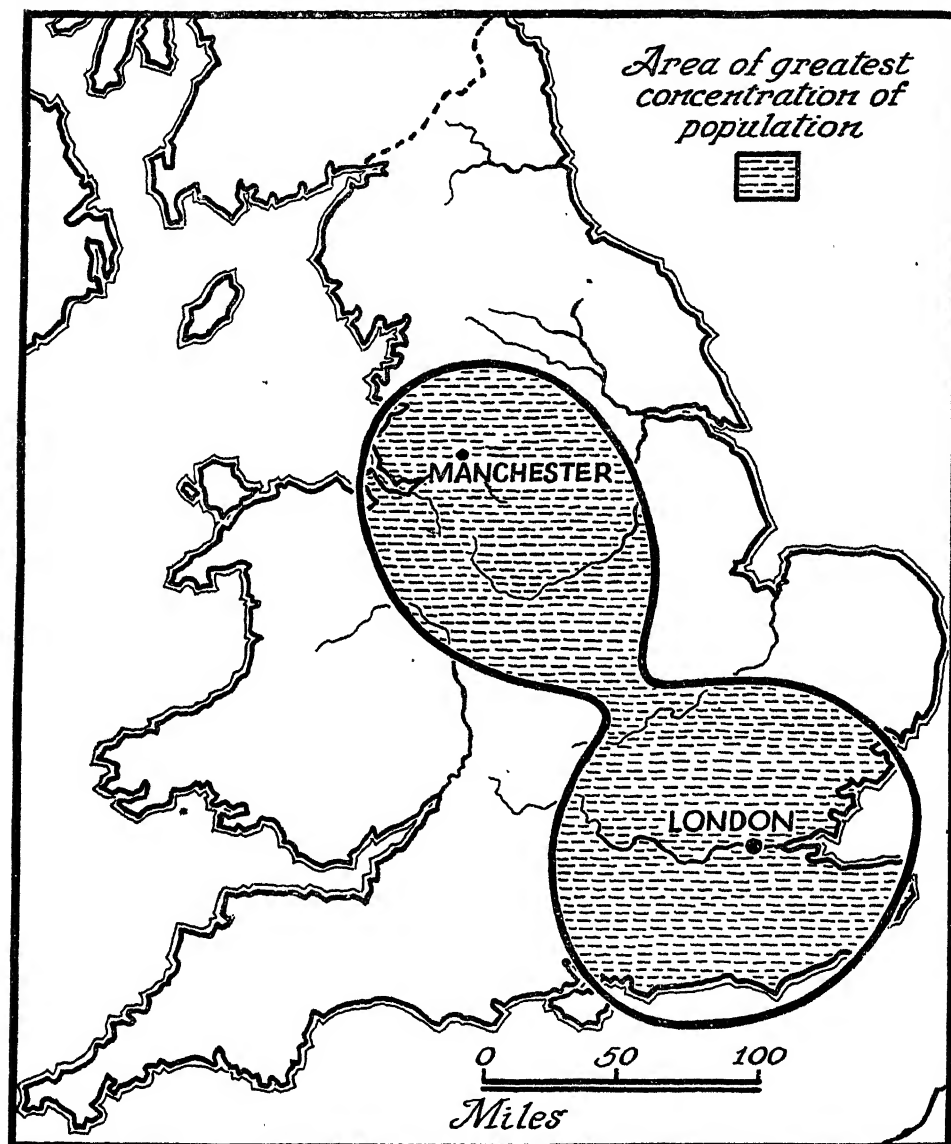 Area of greatest
concentration of
population
MANCHESTER
LONDON
0 50 100
Miles